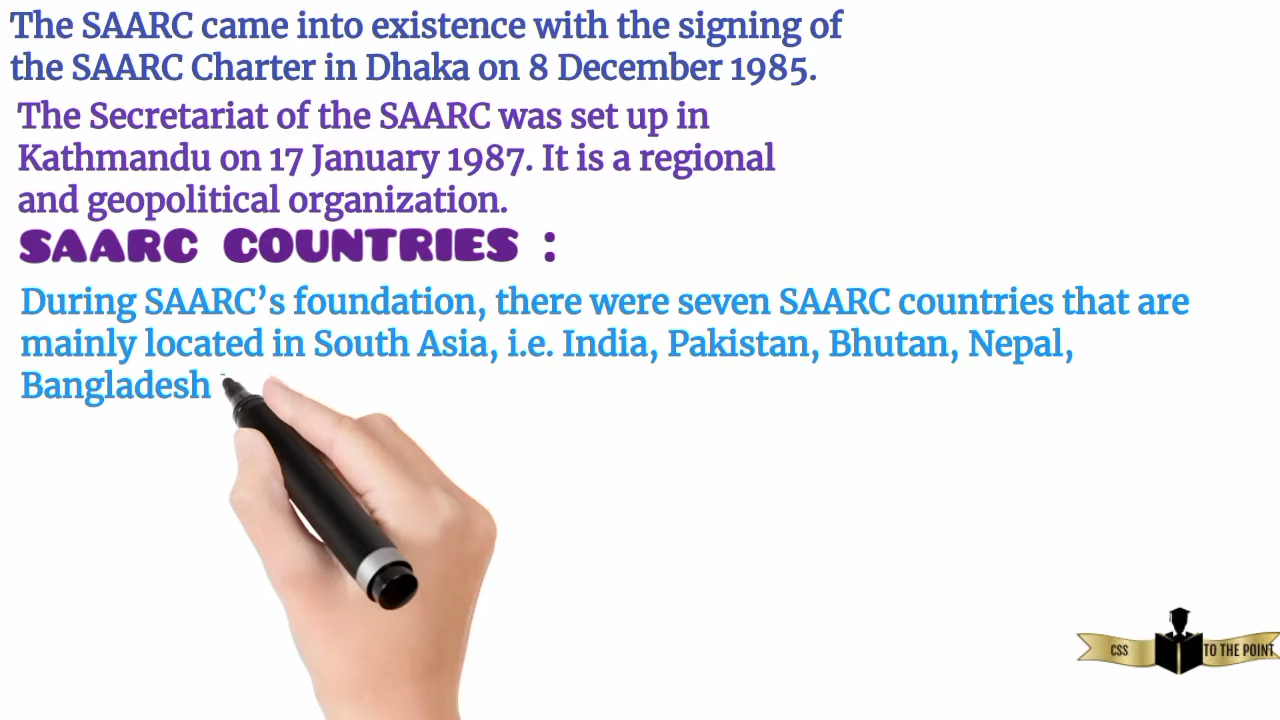 The SAARC came into existence with the signing of
the SAARC Charter in Dhaka on 8 December 1985.
The Secretariat of the SAARC was set up in
Kathmandu on 17 January 1987. It is a regional
and geopolitical organization.
SAARC COUNTRIES :
During SAARC’s foundation, there were seven SAARC countries that are
mainly located in South Asia, i.e. India, Pakistan, Bhutan, Nepal,
Bangladesh
CSS TO THE POINT